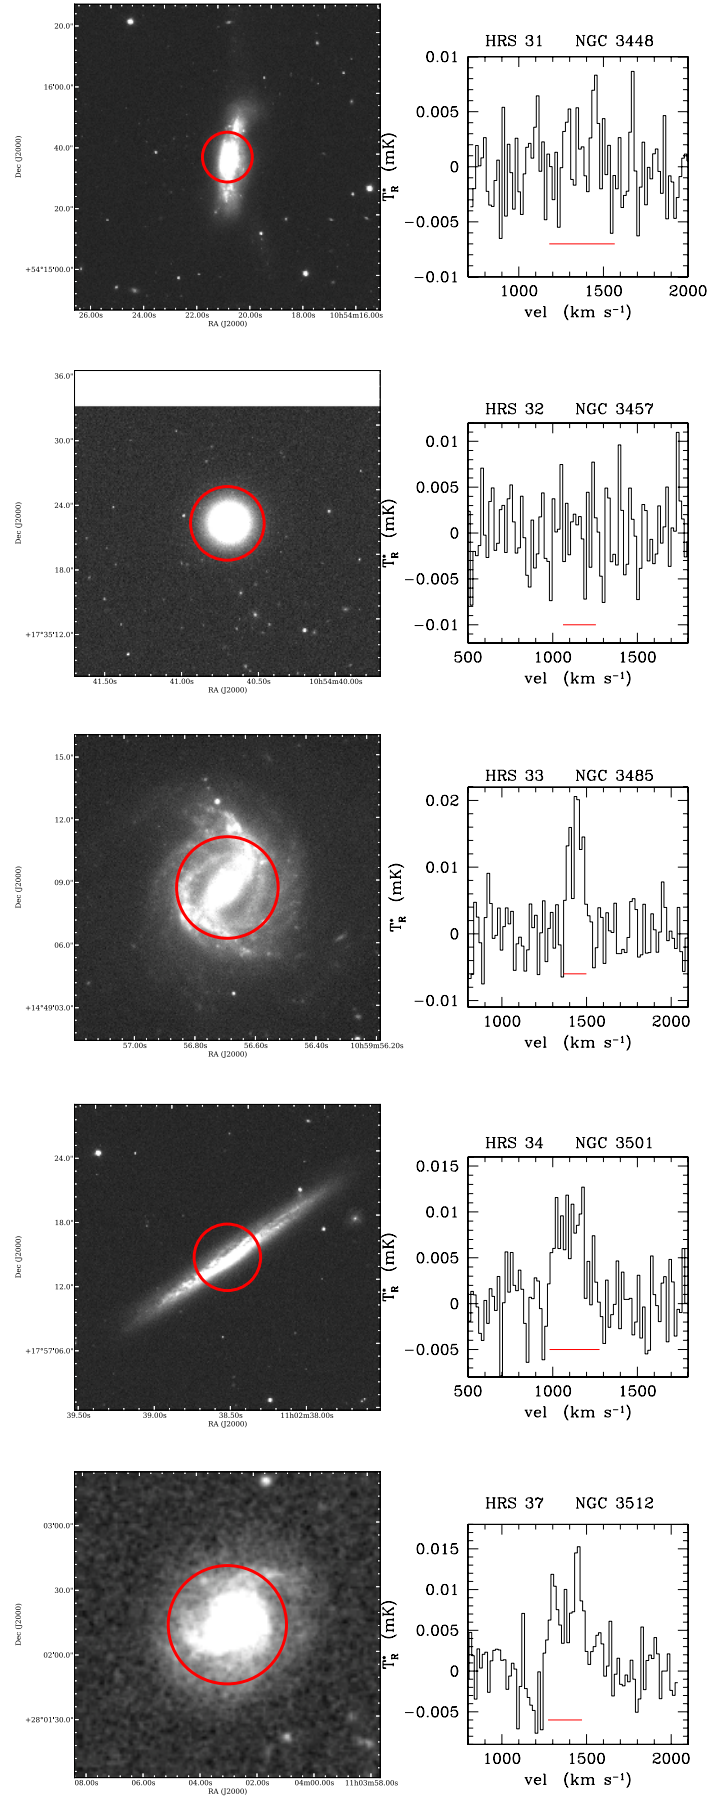 HRS 31 NGC 3448
20.0"
16'00.0"
40.0"
20.0"
+54°15'00.0"
Dec (J2000)
26.00s 24.00s 22.00s 20.00s 18.00s 10h54m16.00s
RA (J2000)
T*R (mK)
0.01
0.005
0
−0.005
−0.01
1000 1500 2000
vel (km s−1)
HRS 32 NGC 3457
36.0"
30.0"
24.0"
18.0"
+17°35'12.0"
Dec (J2000)
41.50s 41.00s 40.50s 10h54m40.00s
RA (J2000)
T*R (mK)
0.01
0.005
0
−0.005
−0.01
500 1000 1500
vel (km s−1)
HRS 33 NGC 3485
15.0"
12.0"
09.0"
06.0"
+14°49'03.0"
Dec (J2000)
57.00s 56.80s 56.60s 56.40s 10h59m56.20s
RA (J2000)
T*R (mK)
0.02
0.01
0
−0.01
1000 1500 2000
vel (km s−1)
HRS 34 NGC 3501
24.0"
18.0"
12.0"
+17°57'06.0"
Dec (J2000)
39.50s 39.00s 38.50s 11h02m38.00s
RA (J2000)
T*R (mK)
0.015
0.01
0.005
0
−0.005
500 1000 1500
vel (km s−1)
HRS 37 NGC 3512
03'00.0"
30.0"
02'00.0"
+28°01'30.0"
Dec (J2000)
08.00s 06.00s 04.00s 02.00s 04m00.00s 11h03m58.00s
RA (J2000)
T*R (mK)
0.015
0.01
0.005
0
−0.005
1000 1500 2000
vel (km s−1)